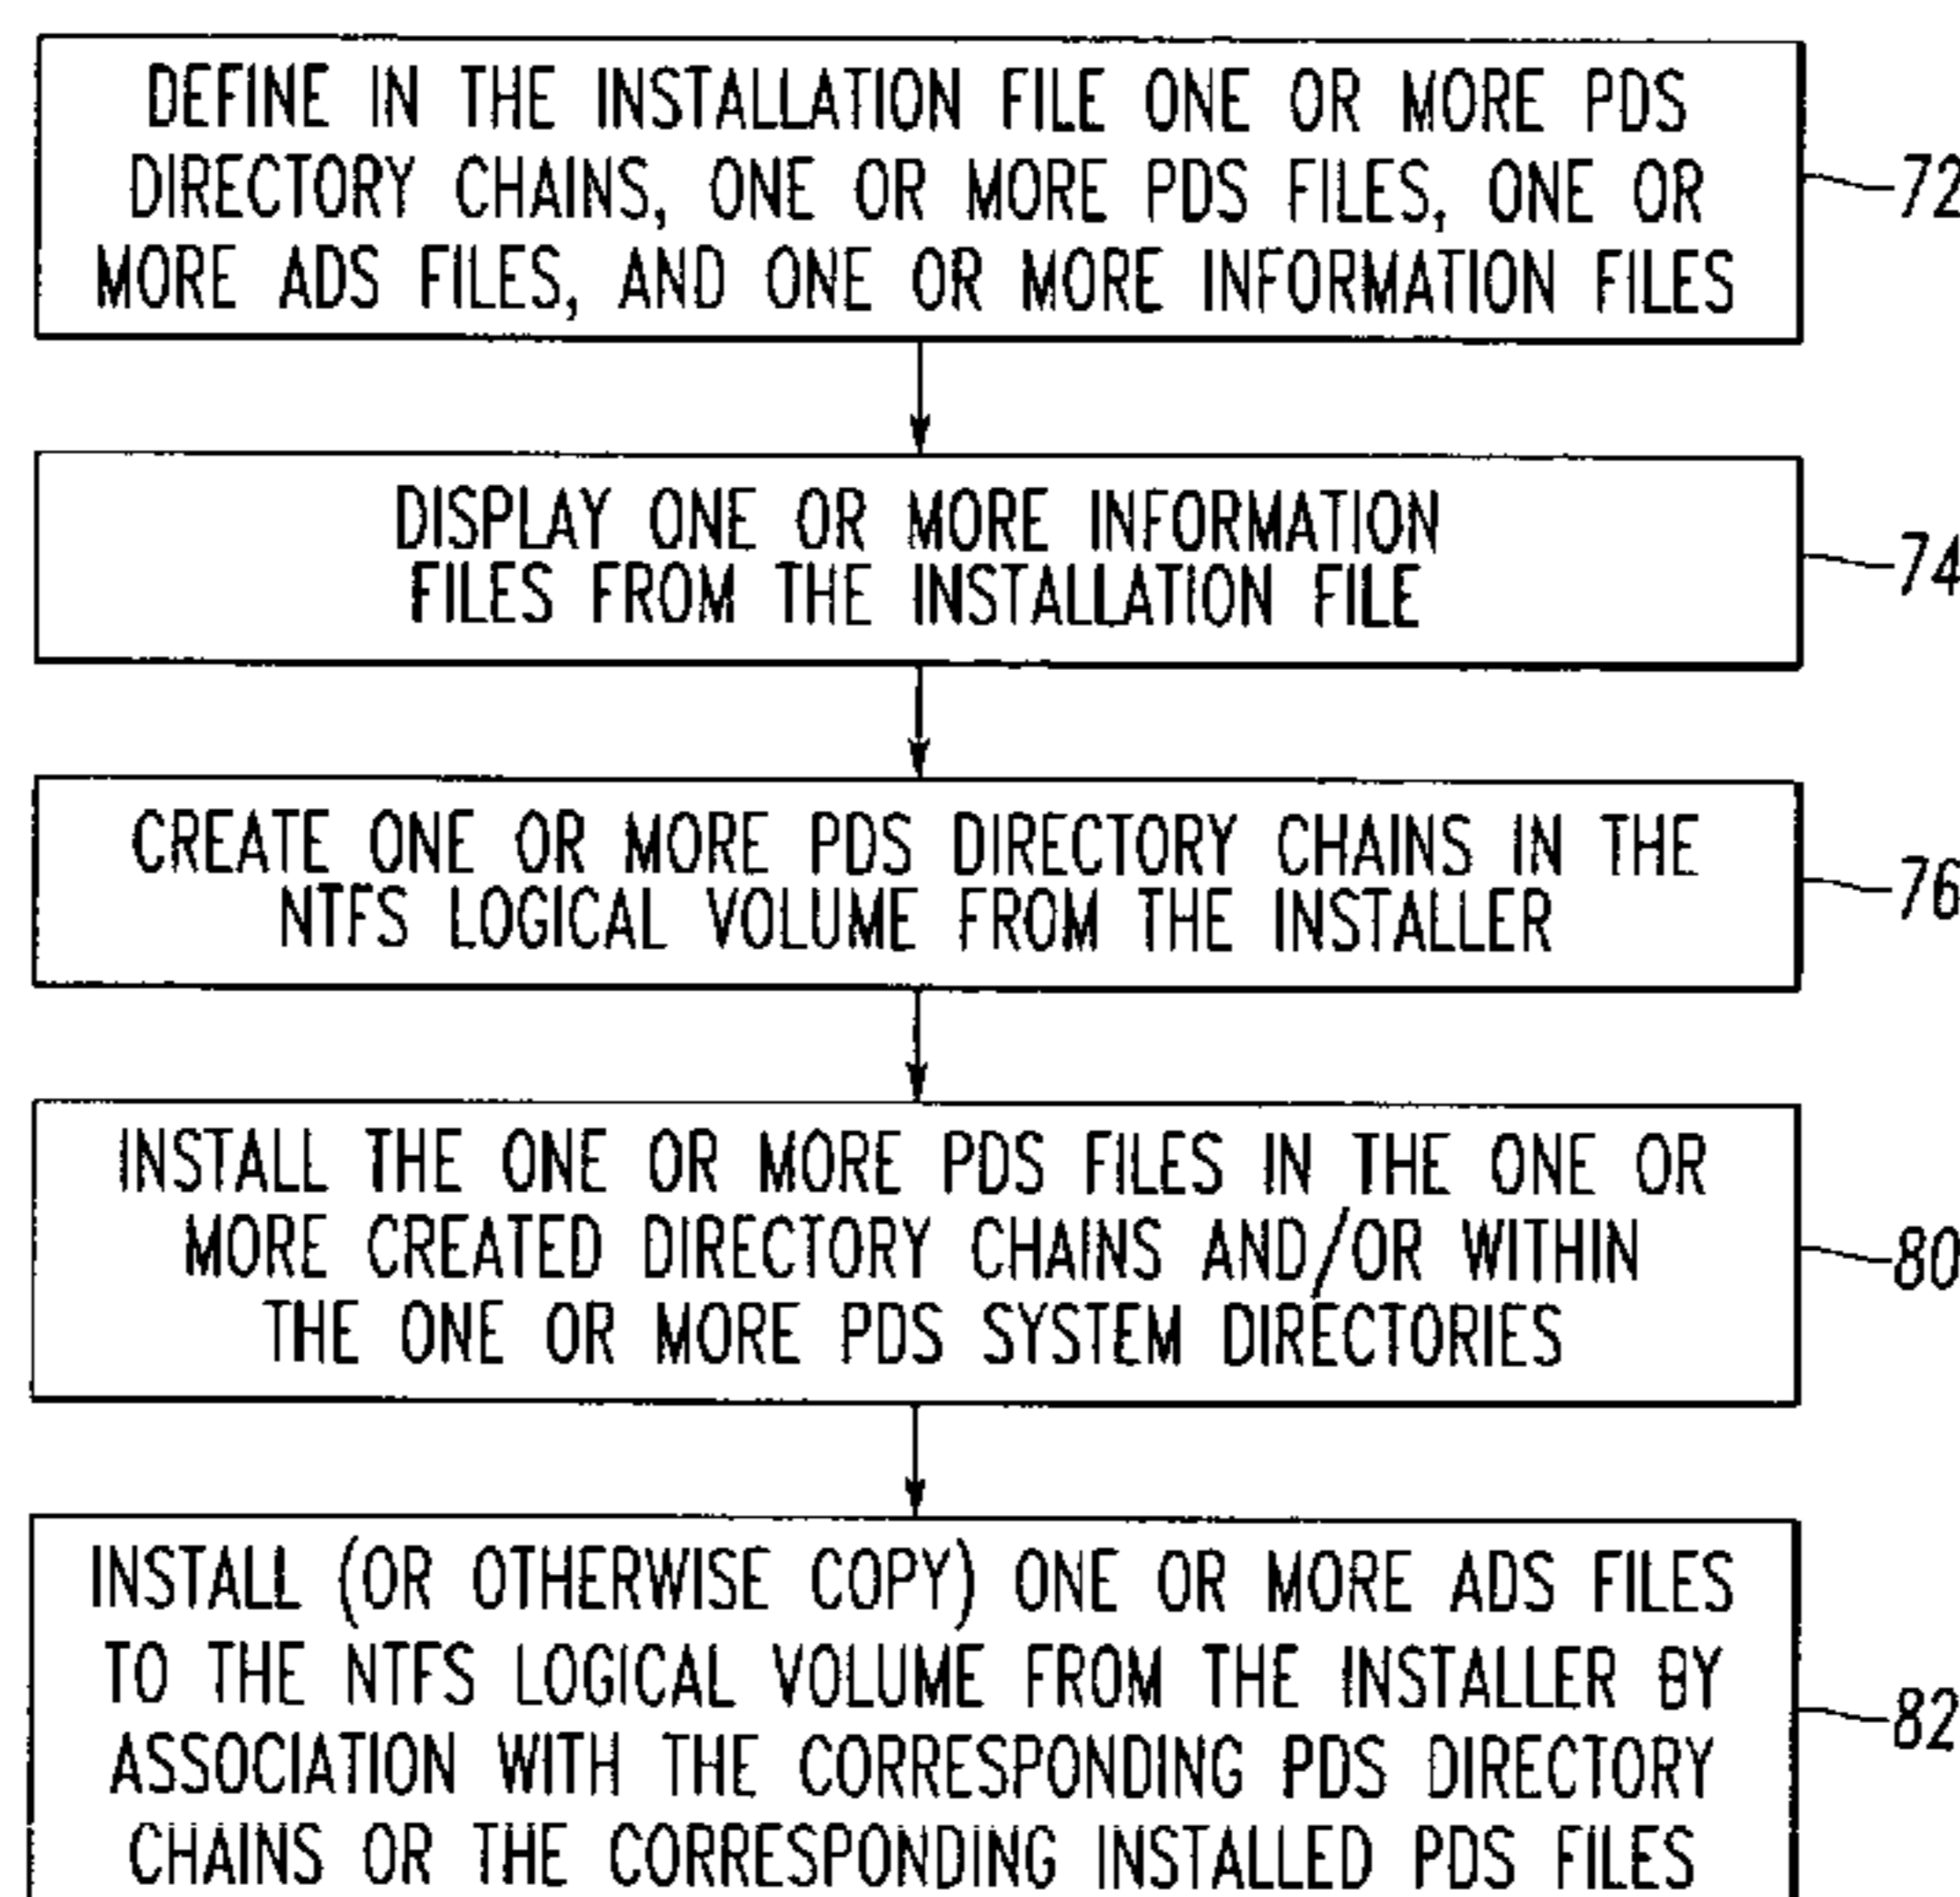 DEFINE IN THE INSTALLATION FILE ONE OR MORE PDS
DIRECTORY CHAINS, ONE OR MORE PDS FILES, ONE OR
MORE ADS FILES, AND ONE OR MORE INFORMATION FILES
72
DISPLAY ONE OR MORE INFORMATION
FILES FROM THE INSTALLATION FILE
74
CREATE ONE OR MORE PDS DIRECTORY CHAINS IN THE
NTFS LOGICAL VOLUME FROM THE INSTALLER
76
INSTALL THE ONE OR MORE PDS FILES IN THE ONE OR
MORE CREATED DIRECTORY CHAINS AND/OR WITHIN
THE ONE OR MORE PDS SYSTEM DIRECTORIES
80
INSTALL (OR OTHERWISE COPY) ONE OR MORE ADS FILES
TO THE NTFS LOGICAL VOLUME FROM THE INSTALLER BY
ASSOCIATION WITH THE CORRESPONDING PDS DIRECTORY
CHAINS OR THE CORRESPONDING INSTALLED PDS FILES
82